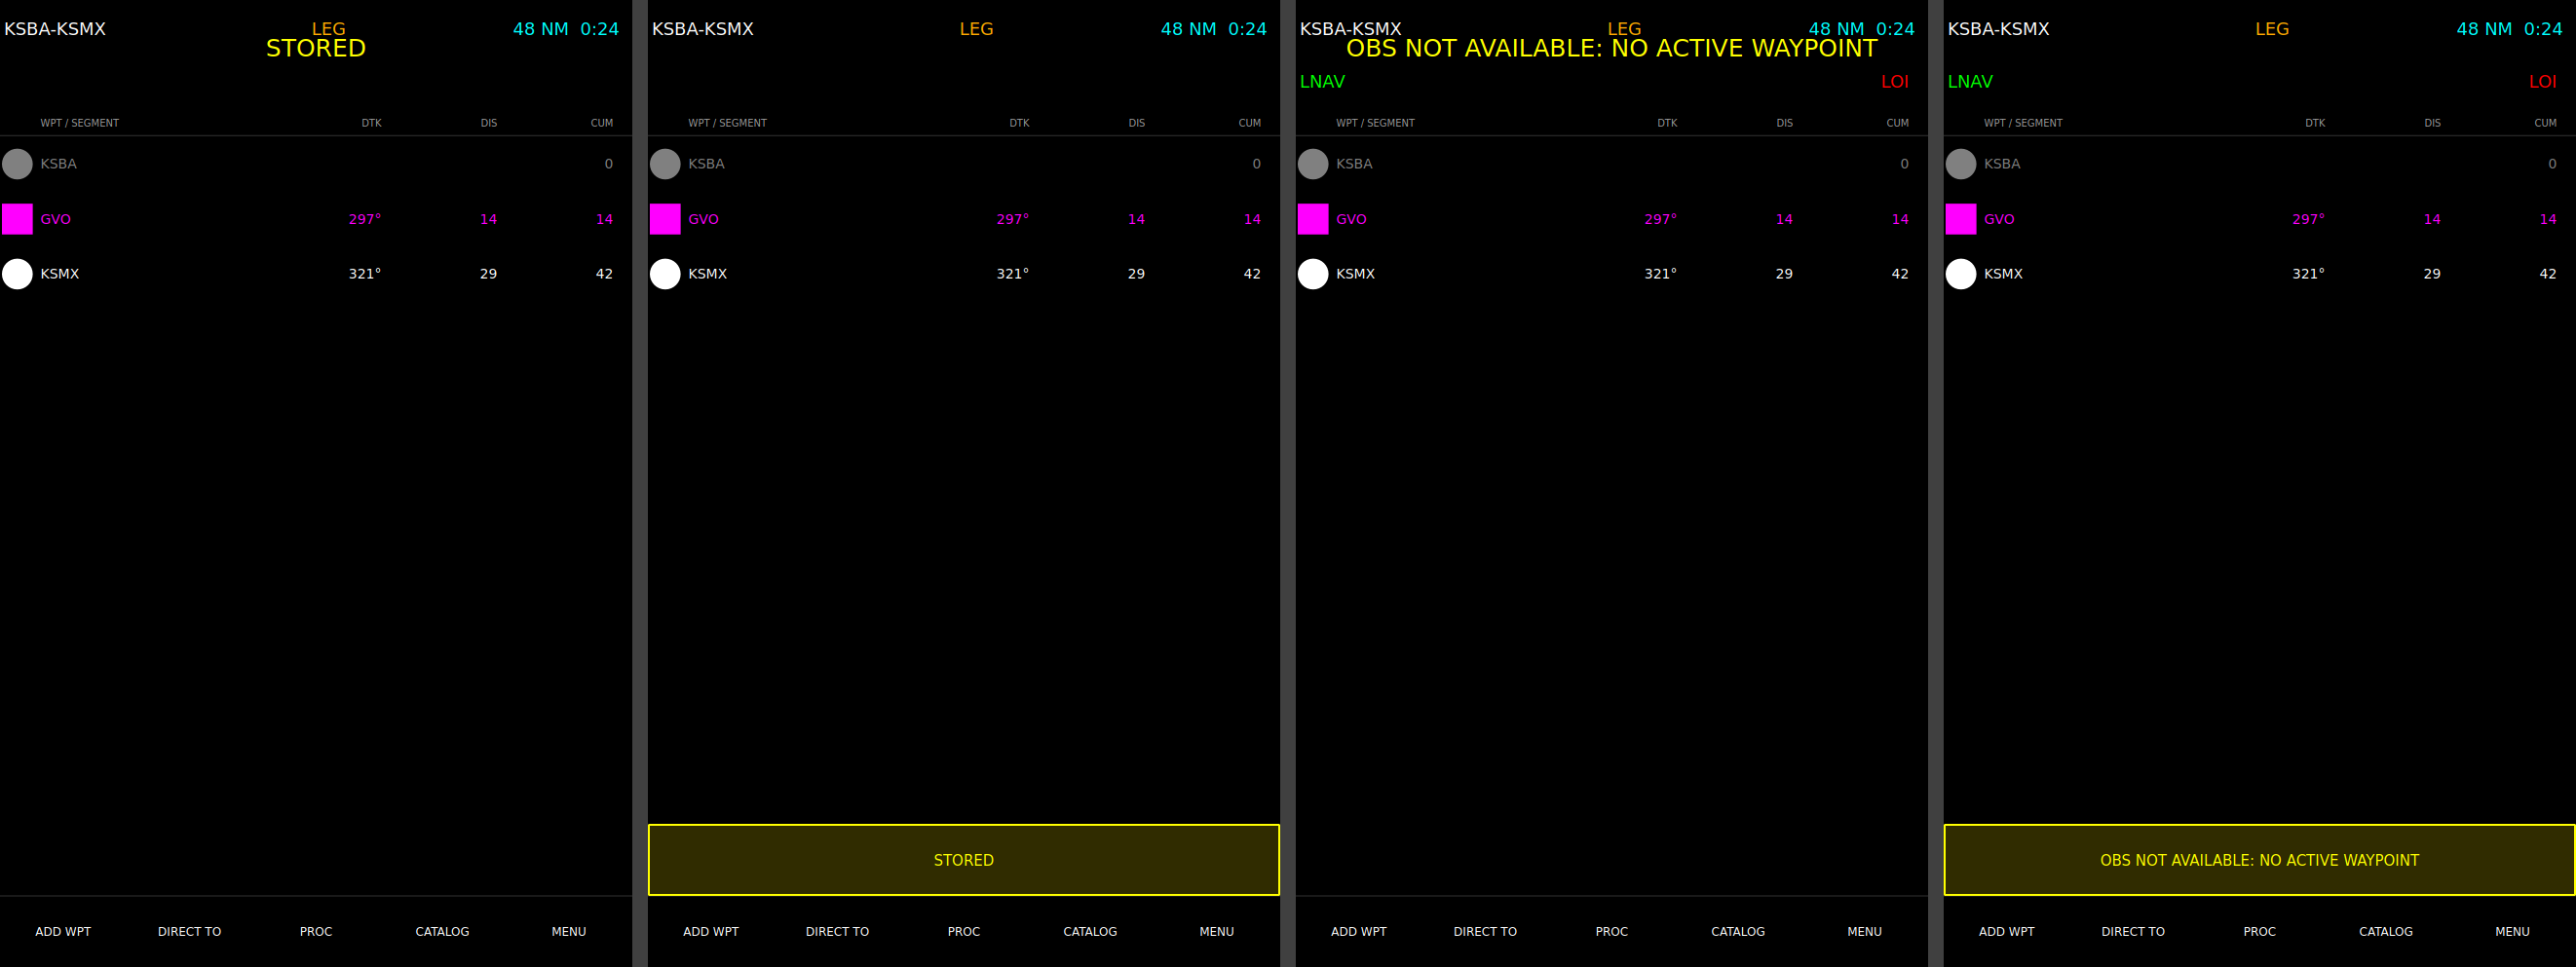 KSBA-KSMX LEG 48 NM 0:24
STORED
WPT / SEGMENT DTK DIS CUM
KSBA 0
GVO 297° 14 14
KSMX 321° 29 42
ADD WPT DIRECT TO PROC CATALOG MENU
KSBA-KSMX LEG 48 NM 0:24
WPT / SEGMENT DTK DIS CUM
KSBA 0
GVO 297° 14 14
KSMX 321° 29 42
STORED
ADD WPT DIRECT TO PROC CATALOG MENU
KSBA-KSMX LEG 48 NM 0:24
OBS NOT AVAILABLE: NO ACTIVE WAYPOINT
LNAV LOI
WPT / SEGMENT DTK DIS CUM
KSBA 0
GVO 297° 14 14
KSMX 321° 29 42
ADD WPT DIRECT TO PROC CATALOG MENU
KSBA-KSMX LEG 48 NM 0:24
LNAV LOI
WPT / SEGMENT DTK DIS CUM
KSBA 0
GVO 297° 14 14
KSMX 321° 29 42
OBS NOT AVAILABLE: NO ACTIVE WAYPOINT
ADD WPT DIRECT TO PROC CATALOG MENU